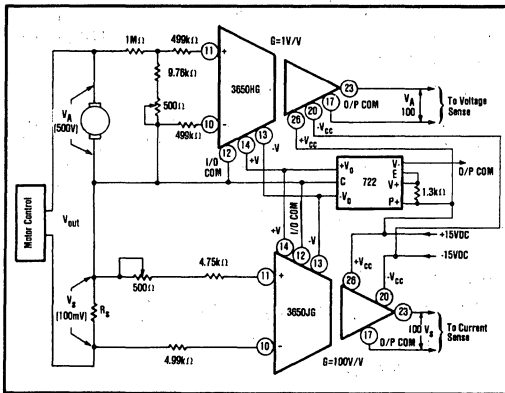 1MΩ
499kΩ
11
+
G=1V/V
9.76kΩ
3650HG
23
O/P COM
500Ω
V_A
(500V)
17
20
26
+V_CC
-V_CC
V_A
100
To Voltage
Sense
10
-
499kΩ
12
14
13
I/O
COM
+V
-V
+V_0
C
-V_0
722
V-
E
V+
P+
O/P COM
1.3kΩ
Motor Control
V_out
+V
I/O COM
-V
+15VDC
-15VDC
14
12
13
4.75kΩ
11
+
500Ω
V_S
(100mV)
R_S
3650JG
+V_CC
-V_CC
26
20
23
4.99kΩ
10
-
17
O/P COM
100 V_S
To Current
Sense
G=100V/V